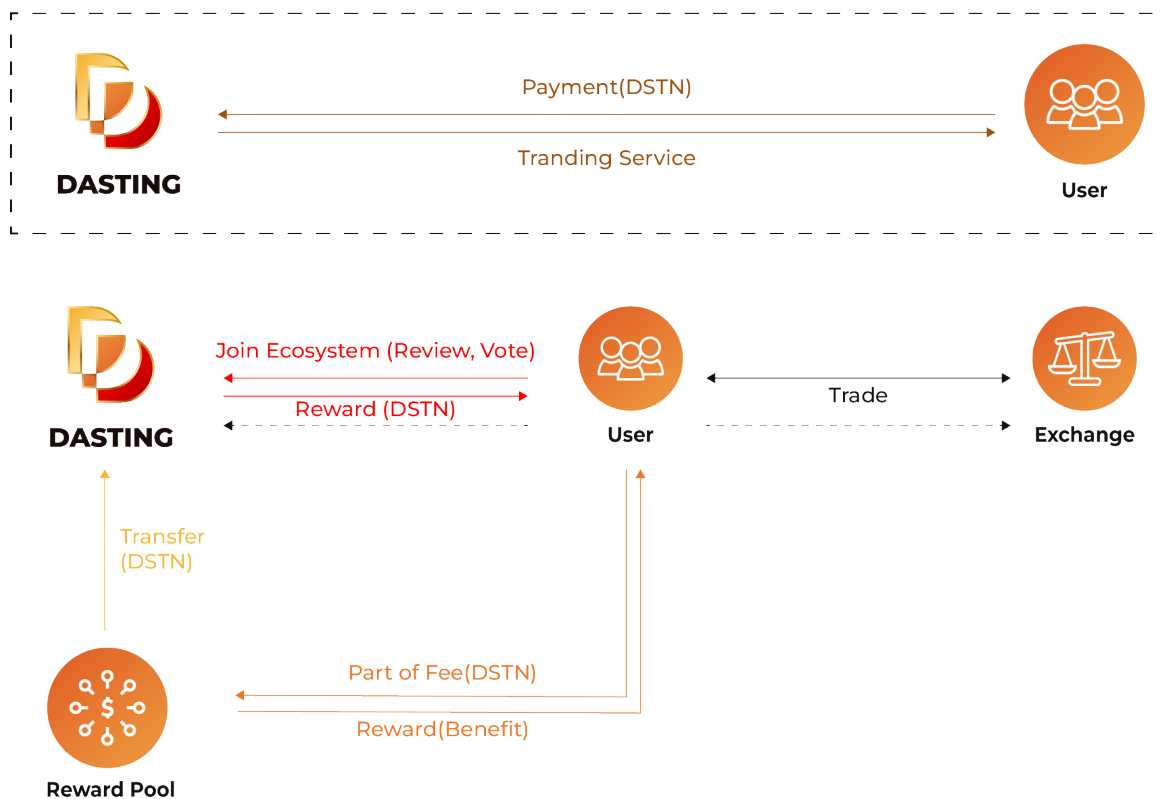 Payment(DSTN)
Tranding Service
DASTING
User
Join Ecosystem (Review, Vote)
Reward (DSTN)
Trade
DASTING
User
Exchange
Transfer
(DSTN)
Part of Fee(DSTN)
Reward(Benefit)
$
Reward Pool